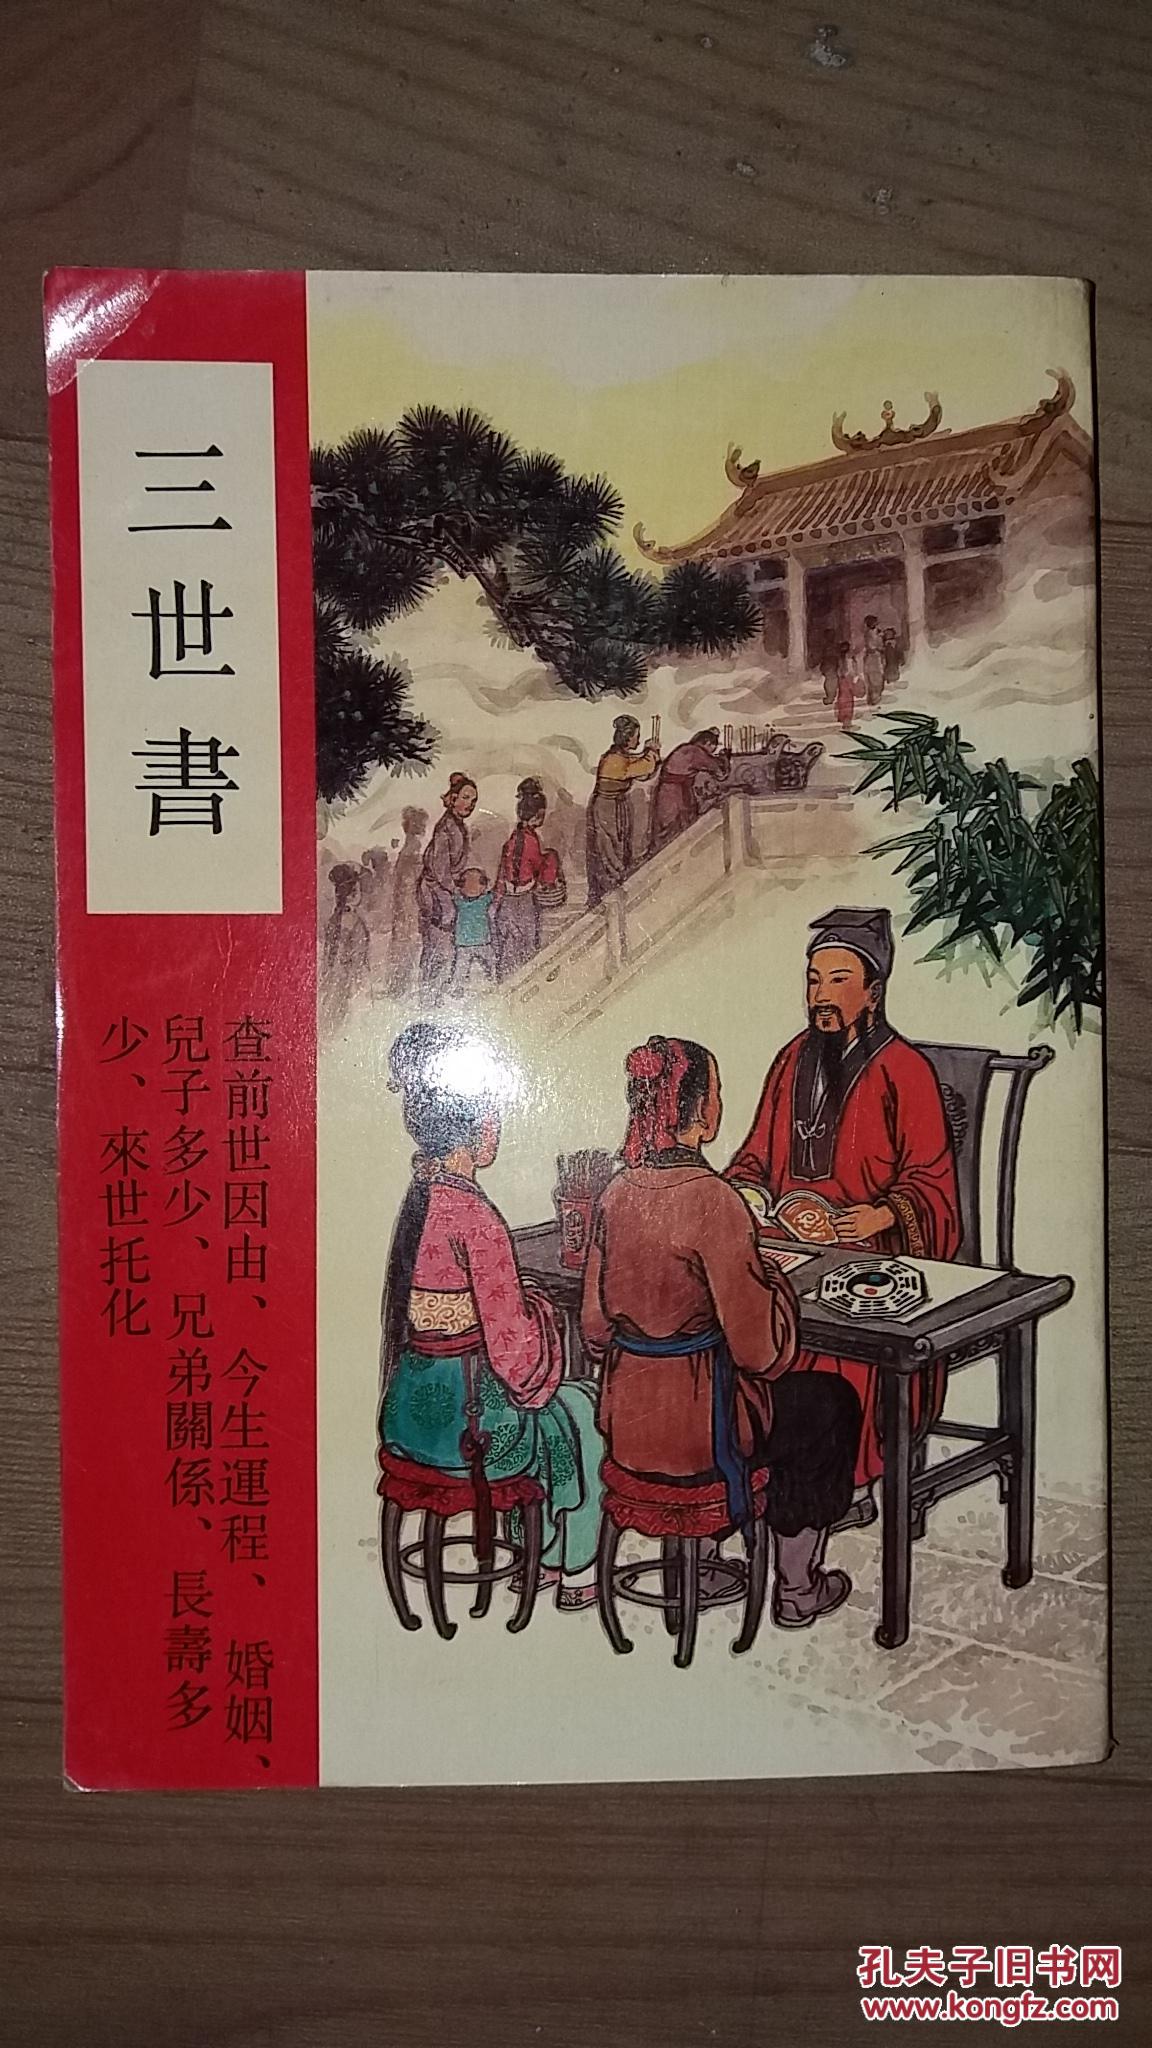 三世書
查前世因由、今生運程、婚姻、
兒子多少、兄弟關係、長壽多
少、來世托化
孔夫子旧书网
www.kongfz.com